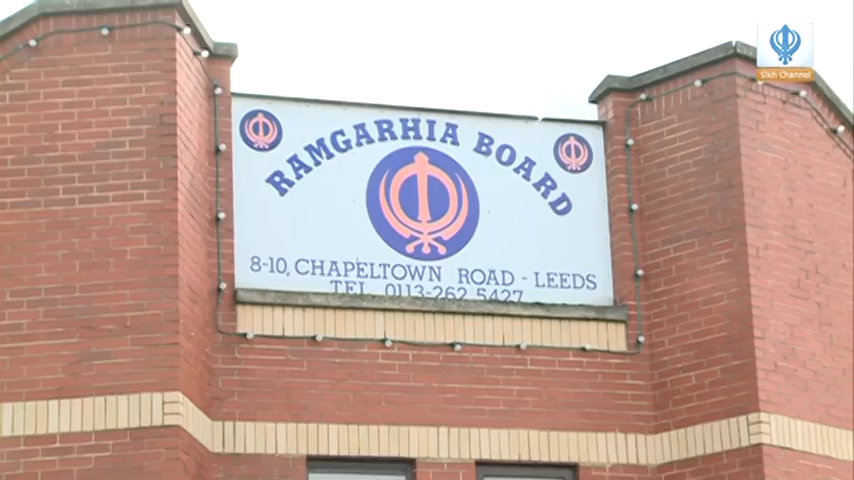 Sikh Channel
RAMGARHIA BOARD
8-10, CHAPELTOWN ROAD - LEEDS
TEL 0113-262 5427